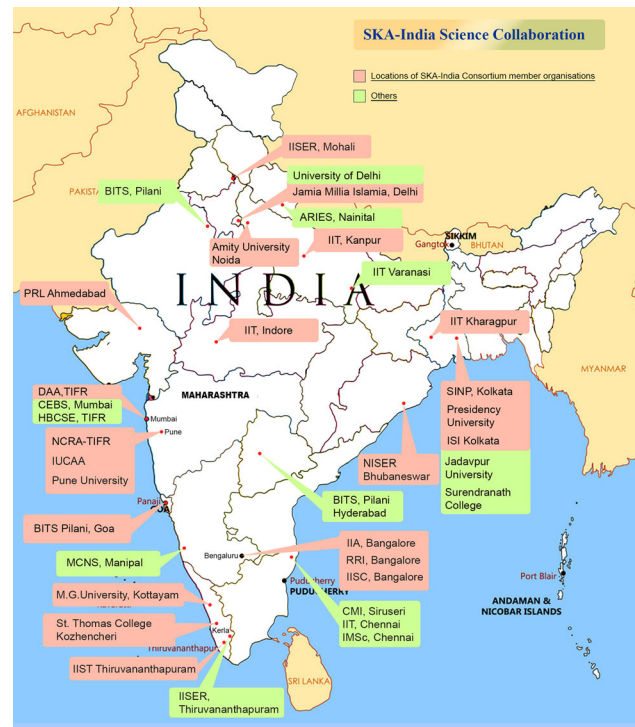 SKA-India Science Collaboration
Locations of SKA-India Consortium member organisations
Others
AFGHANISTAN
IISER, Mohali
University of Delhi
PAKISTA
BITS, Pilani
Jamia Millia Islamia, Delhi
ARIES, Nainital
Amity University
Noida
IIT, Kanpur
SIKKIM
Gangtok
BHUTAN
IIT Varanasi
INDIA
PRL Ahmedabad
IIT, Indore
IIT Kharagpur
MYANMAR
DAA,TIFR
CEBS, Mumbai
HBCSE, TIFR
MAHARASHTRA
Mumbai
Pune
SINP, Kolkata
Presidency
University
ISI Kolkata
Jadavpur
University
Surendranath
College
NCRA-TIFR
IUCAA
Pune University
NISER
Bhubaneswar
BITS, Pilani
Hyderabad
Panaji
GOA
BITS Pilani, Goa
MCNS, Manipal
Bengaluru
IIA, Bangalore
RRI, Bangalore
IISC, Bangalore
Port Blair
ANDAMAN &
NICOBAR ISLANDS
Puducherry
PUDUCHERRY
M.G.University, Kottayam
CMI, Siruseri
IIT, Chennai
IMSc, Chennai
St. Thomas College
Kozhencheri
Kerla
Thiruvananthapur
IIST Thiruvananthapuram
IISER,
Thiruvananthapuram
SRI LANKA